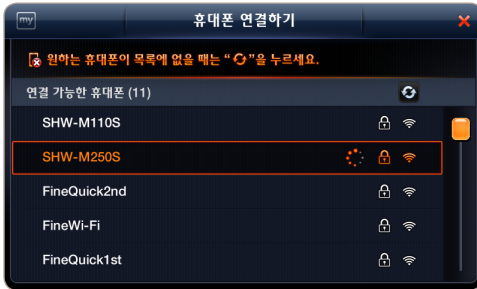 my
휴대폰 연결하기
원하는 휴대폰이 목록에 없을 때는 “ ”을 누르세요.
연결 가능한 휴대폰 (11)
SHW-M110S
SHW-M250S
FineQuick2nd
FineWi-Fi
FineQuick1st